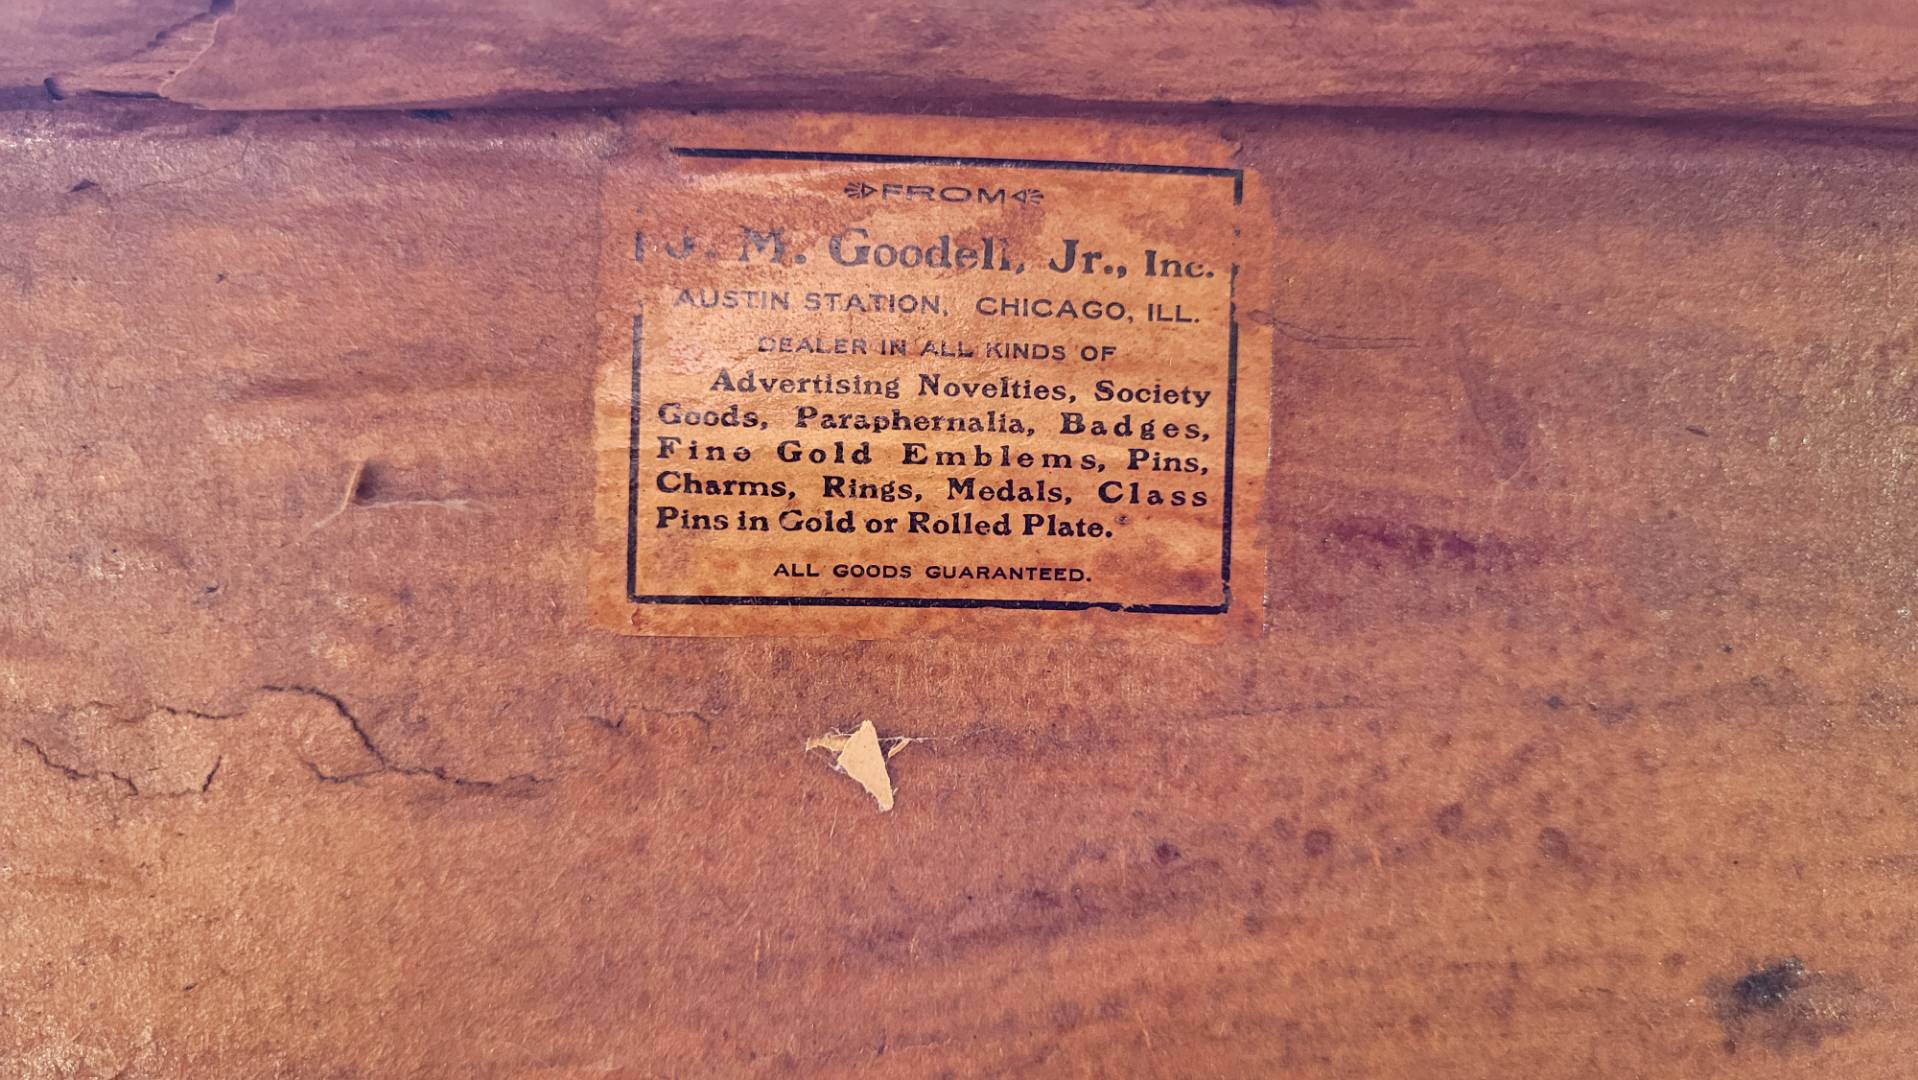 FROM
J. M. Goodell, Jr., Inc.
AUSTIN STATION, CHICAGO, ILL.
DEALER IN ALL KINDS OF
Advertising Novelties, Society
Goods, Paraphernalia, Badges,
Fine Gold Emblems, Pins,
Charms, Rings, Medals, Class
Pins in Gold or Rolled Plate.
ALL GOODS GUARANTEED.